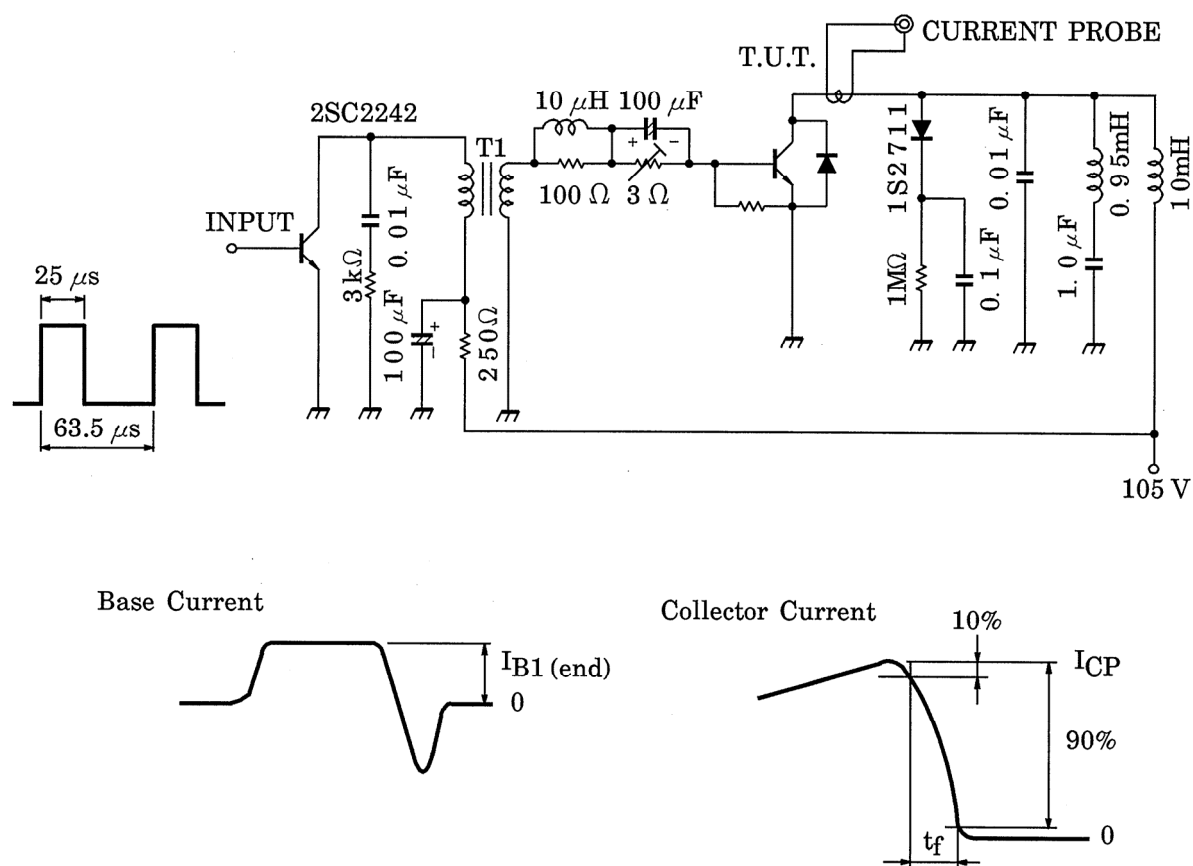 CURRENT PROBE
T.U.T.
10 μH 100 μF
2SC2242
T1
+ −
100 Ω 3 Ω
INPUT
0.01 μF
3kΩ
100 μF
+
−
250Ω
1S2711
1MΩ
0.1 μF
0.01 μF
1.0 μF
0.95mH
10mH
25 μs
63.5 μs
105 V
Base Current
IB1 (end)
0
Collector Current
10%
ICP
90%
0
tf